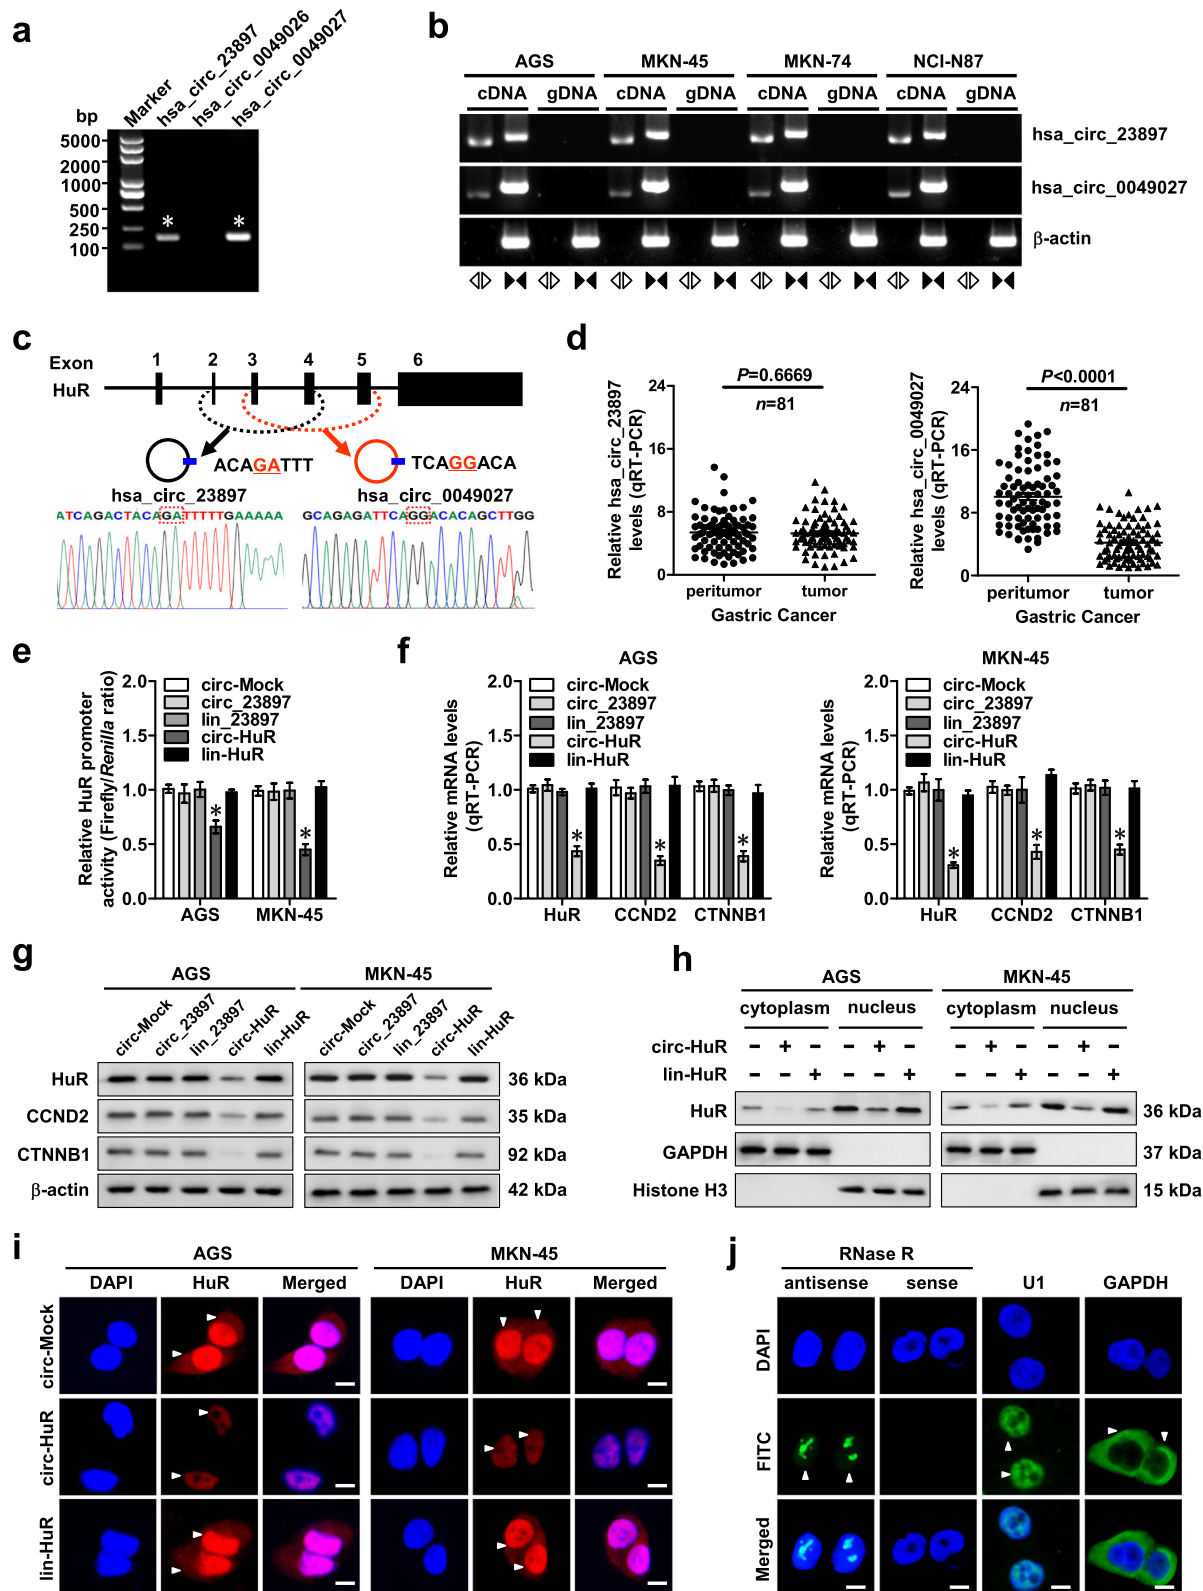 a
bp
Marker
hsa_circ_23897
hsa_circ_0049026
hsa_circ_0049027
5000
2000
1000
500
250
100
*
*
b
AGS MKN-45 MKN-74 NCI-N87
cDNA gDNA cDNA gDNA cDNA gDNA cDNA gDNA
hsa_circ_23897
hsa_circ_0049027
β-actin
c
Exon 1 2 3 4 5 6
HuR
ACAGATTT TCAGGACA
hsa_circ_23897 hsa_circ_0049027
ATCAGACTACAGATTTTTGAAAAA GCAGAGATTCAGGACACAGCTTGG
d
Relative hsa_circ_23897
levels (qRT-PCR)
24
16
8
0
P=0.6669
n=81
peritumor tumor
Gastric Cancer
Relative hsa_circ_0049027
levels (qRT-PCR)
24
16
8
0
P<0.0001
n=81
peritumor tumor
Gastric Cancer
e
Relative HuR promoter
activity (Firefly/Renilla ratio)
2.0
1.5
1.0
0.5
0.0
circ-Mock
circ_23897
lin_23897
circ-HuR
lin-HuR
* *
AGS MKN-45
f
AGS
Relative mRNA levels
(qRT-PCR)
2.0
1.5
1.0
0.5
0.0
circ-Mock
circ_23897
lin_23897
circ-HuR
lin-HuR
* * *
HuR CCND2 CTNNB1
MKN-45
Relative mRNA levels
(qRT-PCR)
2.0
1.5
1.0
0.5
0.0
circ-Mock
circ_23897
lin_23897
circ-HuR
lin-HuR
* * *
HuR CCND2 CTNNB1
g
AGS MKN-45
circ-Mock circ_23897 lin_23897 circ-HuR lin-HuR circ-Mock circ_23897 lin_23897 circ-HuR lin-HuR
HuR 36 kDa
CCND2 35 kDa
CTNNB1 92 kDa
β-actin 42 kDa
h
AGS MKN-45
cytoplasm nucleus cytoplasm nucleus
circ-HuR − + − − + − − + − − + −
lin-HuR − − + − − + − − + − − +
HuR 36 kDa
GAPDH 37 kDa
Histone H3 15 kDa
i
AGS MKN-45
DAPI HuR Merged DAPI HuR Merged
circ-Mock
circ-HuR
lin-HuR
j
RNase R
antisense sense U1 GAPDH
DAPI
FITC
Merged